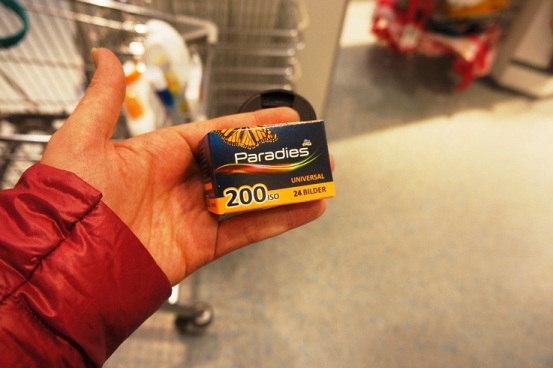 Paradies
UNIVERSAL
200 ISO
24 BILDER